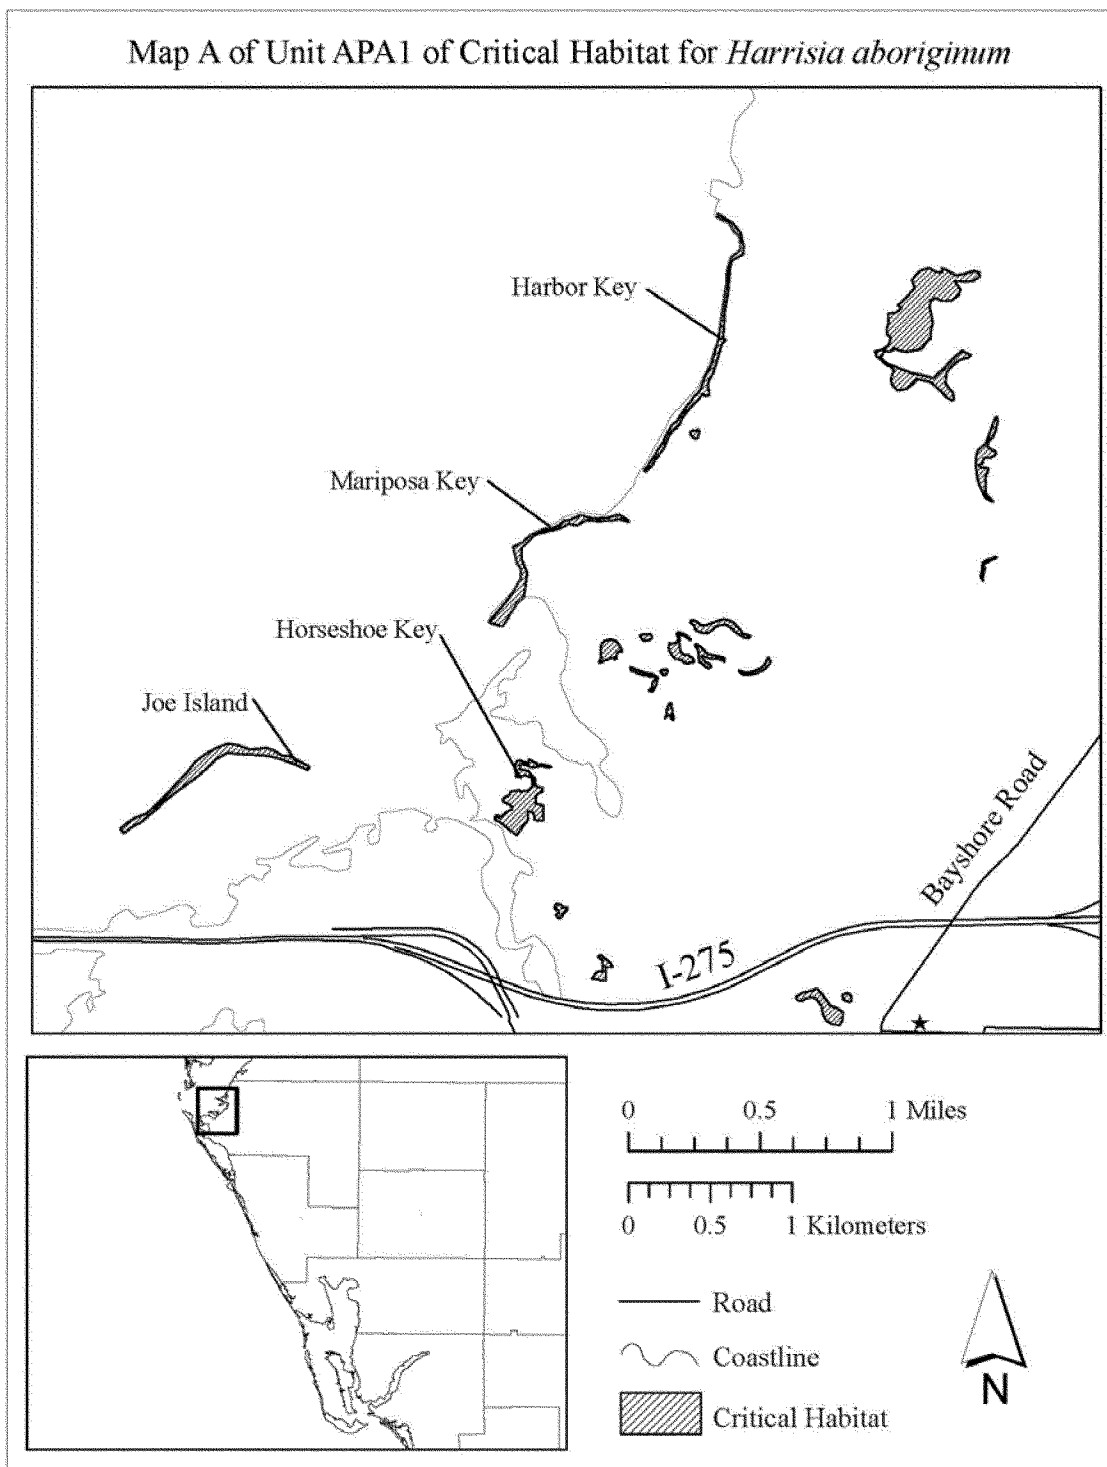 Map A of Unit APA1 of Critical Habitat for Harrisia aboriginum
Harbor Key
Mariposa Key
Horseshoe Key
Joe Island
Bayshore Road
I-275
0 0.5 1 Miles
0 0.5 1 Kilometers
Road
Coastline
Critical Habitat
N